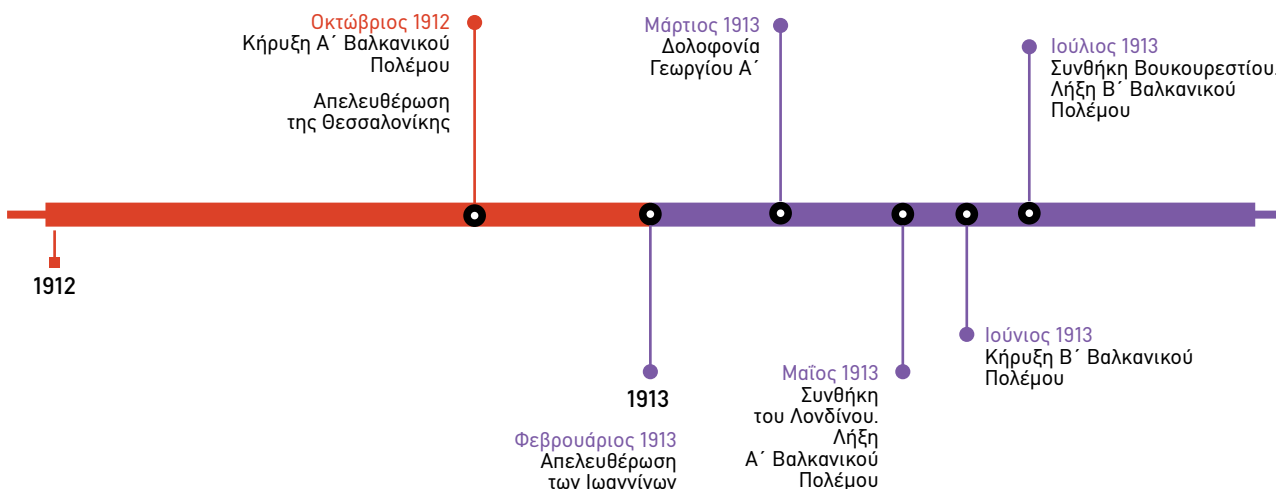 Οκτώβριος 1912
Κήρυξη Α΄ Βαλκανικού
Πολέμου
Απελευθέρωση
της Θεσσαλονίκης
Μάρτιος 1913
Δολοφονία
Γεωργίου Α΄
Ιούλιος 1913
Συνθήκη Βουκουρεστίου.
Λήξη Β΄ Βαλκανικού
Πολέμου
1912
1913
Φεβρουάριος 1913
Απελευθέρωση
των Ιωαννίνων
Μαΐος 1913
Συνθήκη
του Λονδίνου.
Λήξη
Α΄ Βαλκανικού
Πολέμου
Ιούνιος 1913
Κήρυξη Β΄ Βαλκανικού
Πολέμου